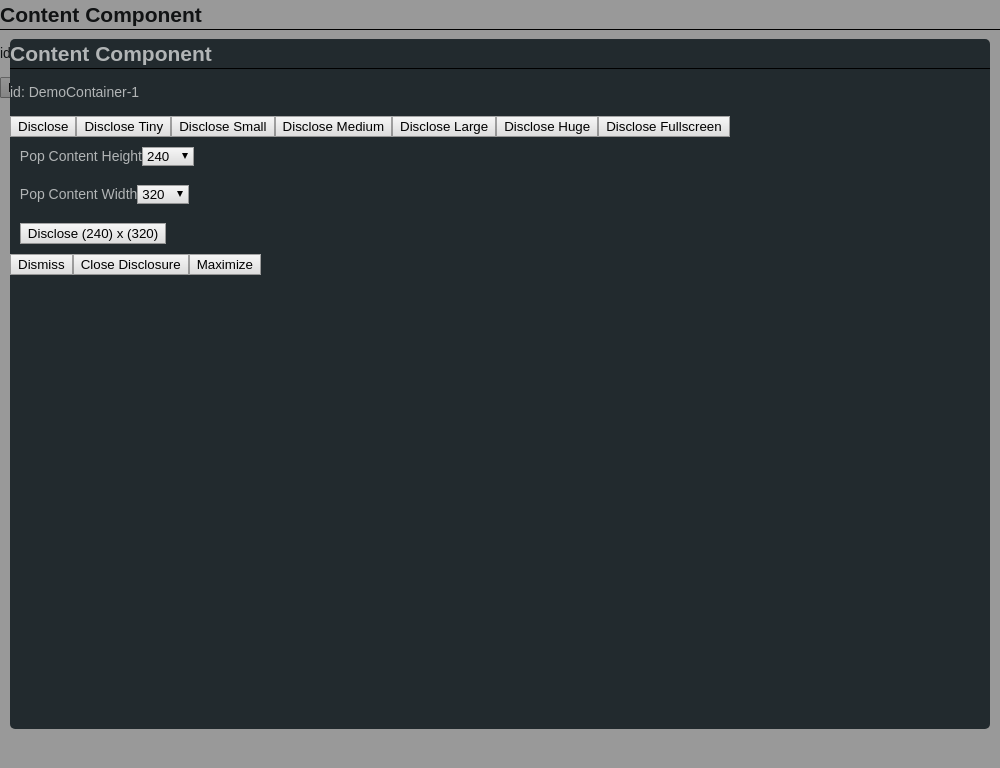 Content Component
id
Content Component
id: DemoContainer-1
Disclose Disclose Tiny Disclose Small Disclose Medium Disclose Large Disclose Huge Disclose Fullscreen
Pop Content Height 240
Pop Content Width 320
Disclose (240) x (320)
Dismiss Close Disclosure Maximize